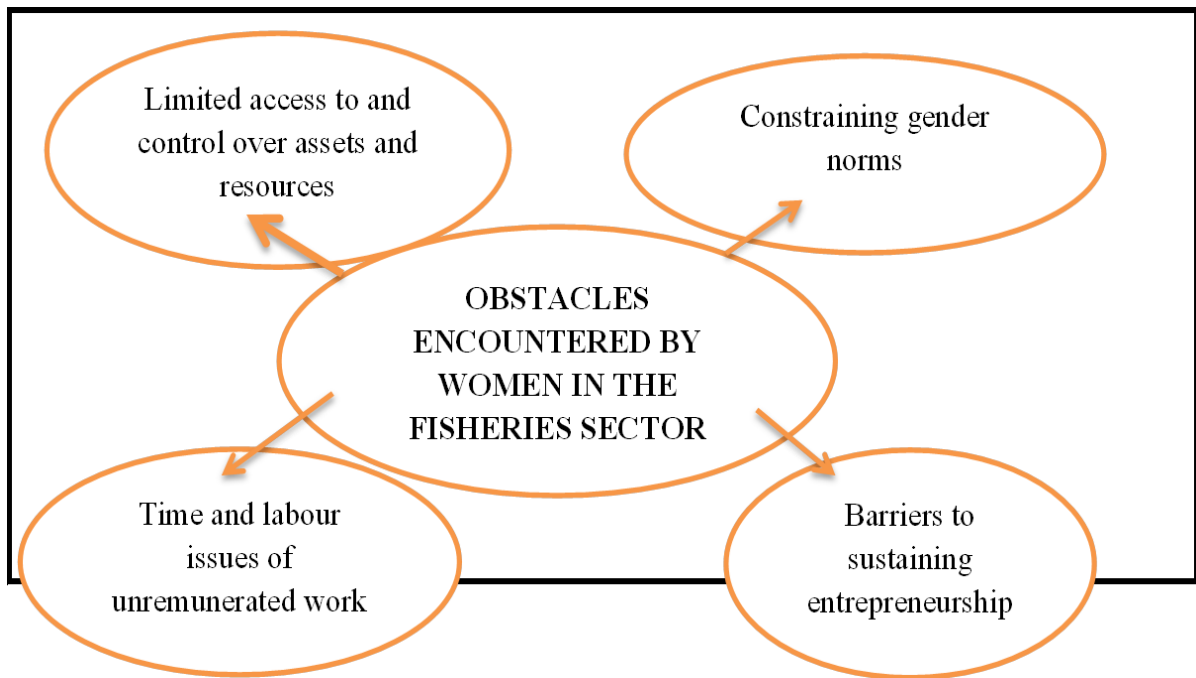 Limited access to and
control over assets and
resources
Constraining gender
norms
OBSTACLES
ENCOUNTERED BY
WOMEN IN THE
FISHERIES SECTOR
Time and labour
issues of
unremunerated work
Barriers to
sustaining
entrepreneurship